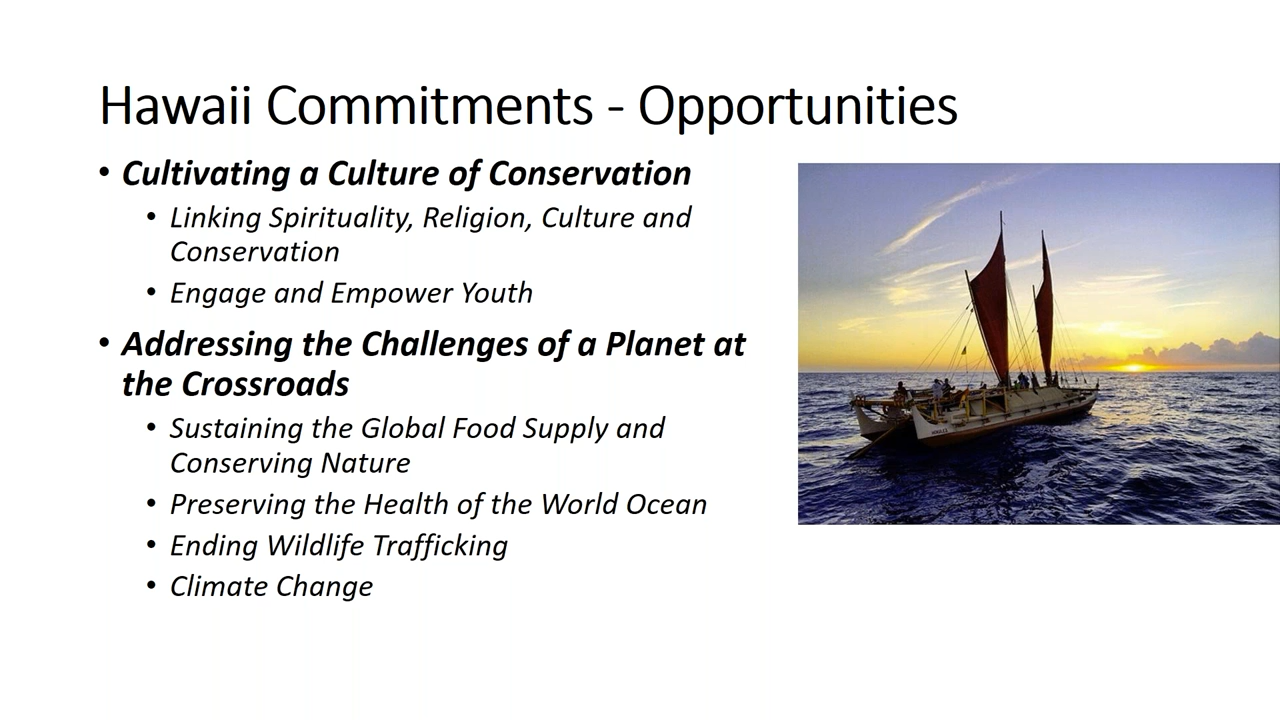 Hawaii Commitments - Opportunities
• Cultivating a Culture of Conservation
• Linking Spirituality, Religion, Culture and
Conservation
• Engage and Empower Youth
• Addressing the Challenges of a Planet at
the Crossroads
• Sustaining the Global Food Supply and
Conserving Nature
• Preserving the Health of the World Ocean
• Ending Wildlife Trafficking
• Climate Change